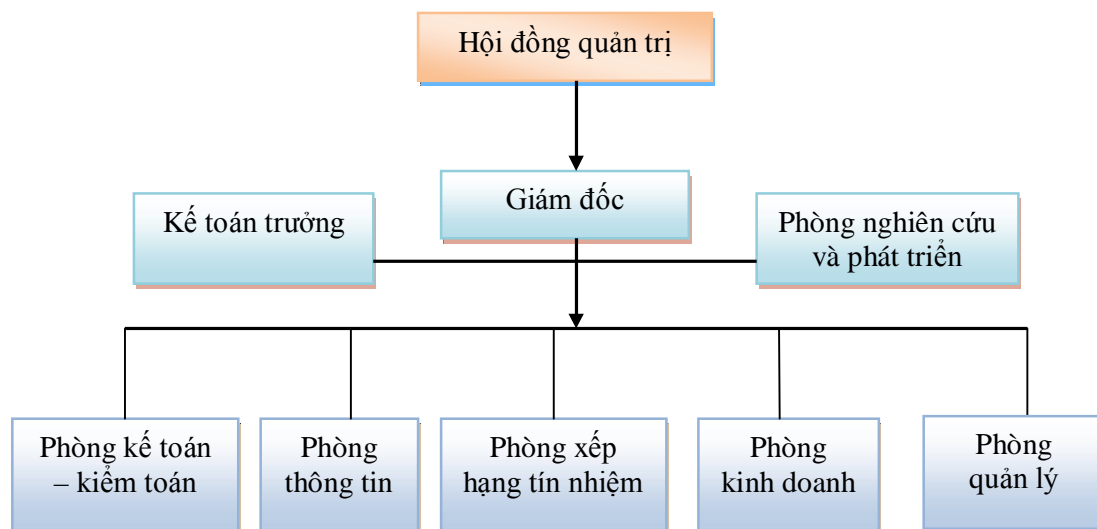 Hội đồng quản trị
Giám đốc
Kế toán trưởng
Phòng nghiên cứu
và phát triển
Phòng kế toán
– kiểm toán
Phòng
thông tin
Phòng xếp
hạng tín nhiệm
Phòng
kinh doanh
Phòng
quản lý